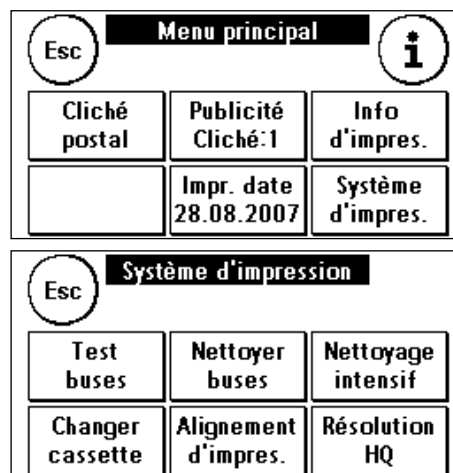 Esc
Menu principal
i
Cliché
postal
Publicité
Cliché:1
Info
d'impres.
Impr. date
28.08.2007
Système
d'impres.
Esc
Système d'impression
Test
buses
Nettoyer
buses
Nettoyage
intensif
Changer
cassette
Alignement
d'impres.
Résolution
HQ